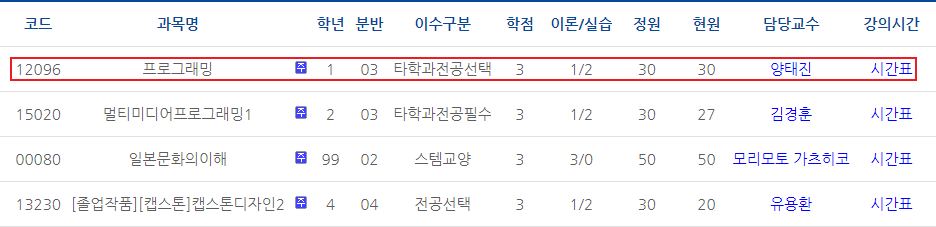 코드 과목명 학년 분반 이수구분 학점 이론/실습 정원 현원 담당교수 강의시간
12096 프로그래밍 주 1 03 타학과전공선택 3 1/2 30 30 양태진 시간표
15020 멀티미디어프로그래밍1 주 2 03 타학과전공필수 3 1/2 30 27 김경훈 시간표
00080 일본문화의이해 주 99 02 스템교양 3 3/0 50 50 모리모토 가츠히코 시간표
13230 [졸업작품][캡스톤]캡스톤디자인2 주 4 04 전공선택 3 1/2 30 20 유용환 시간표